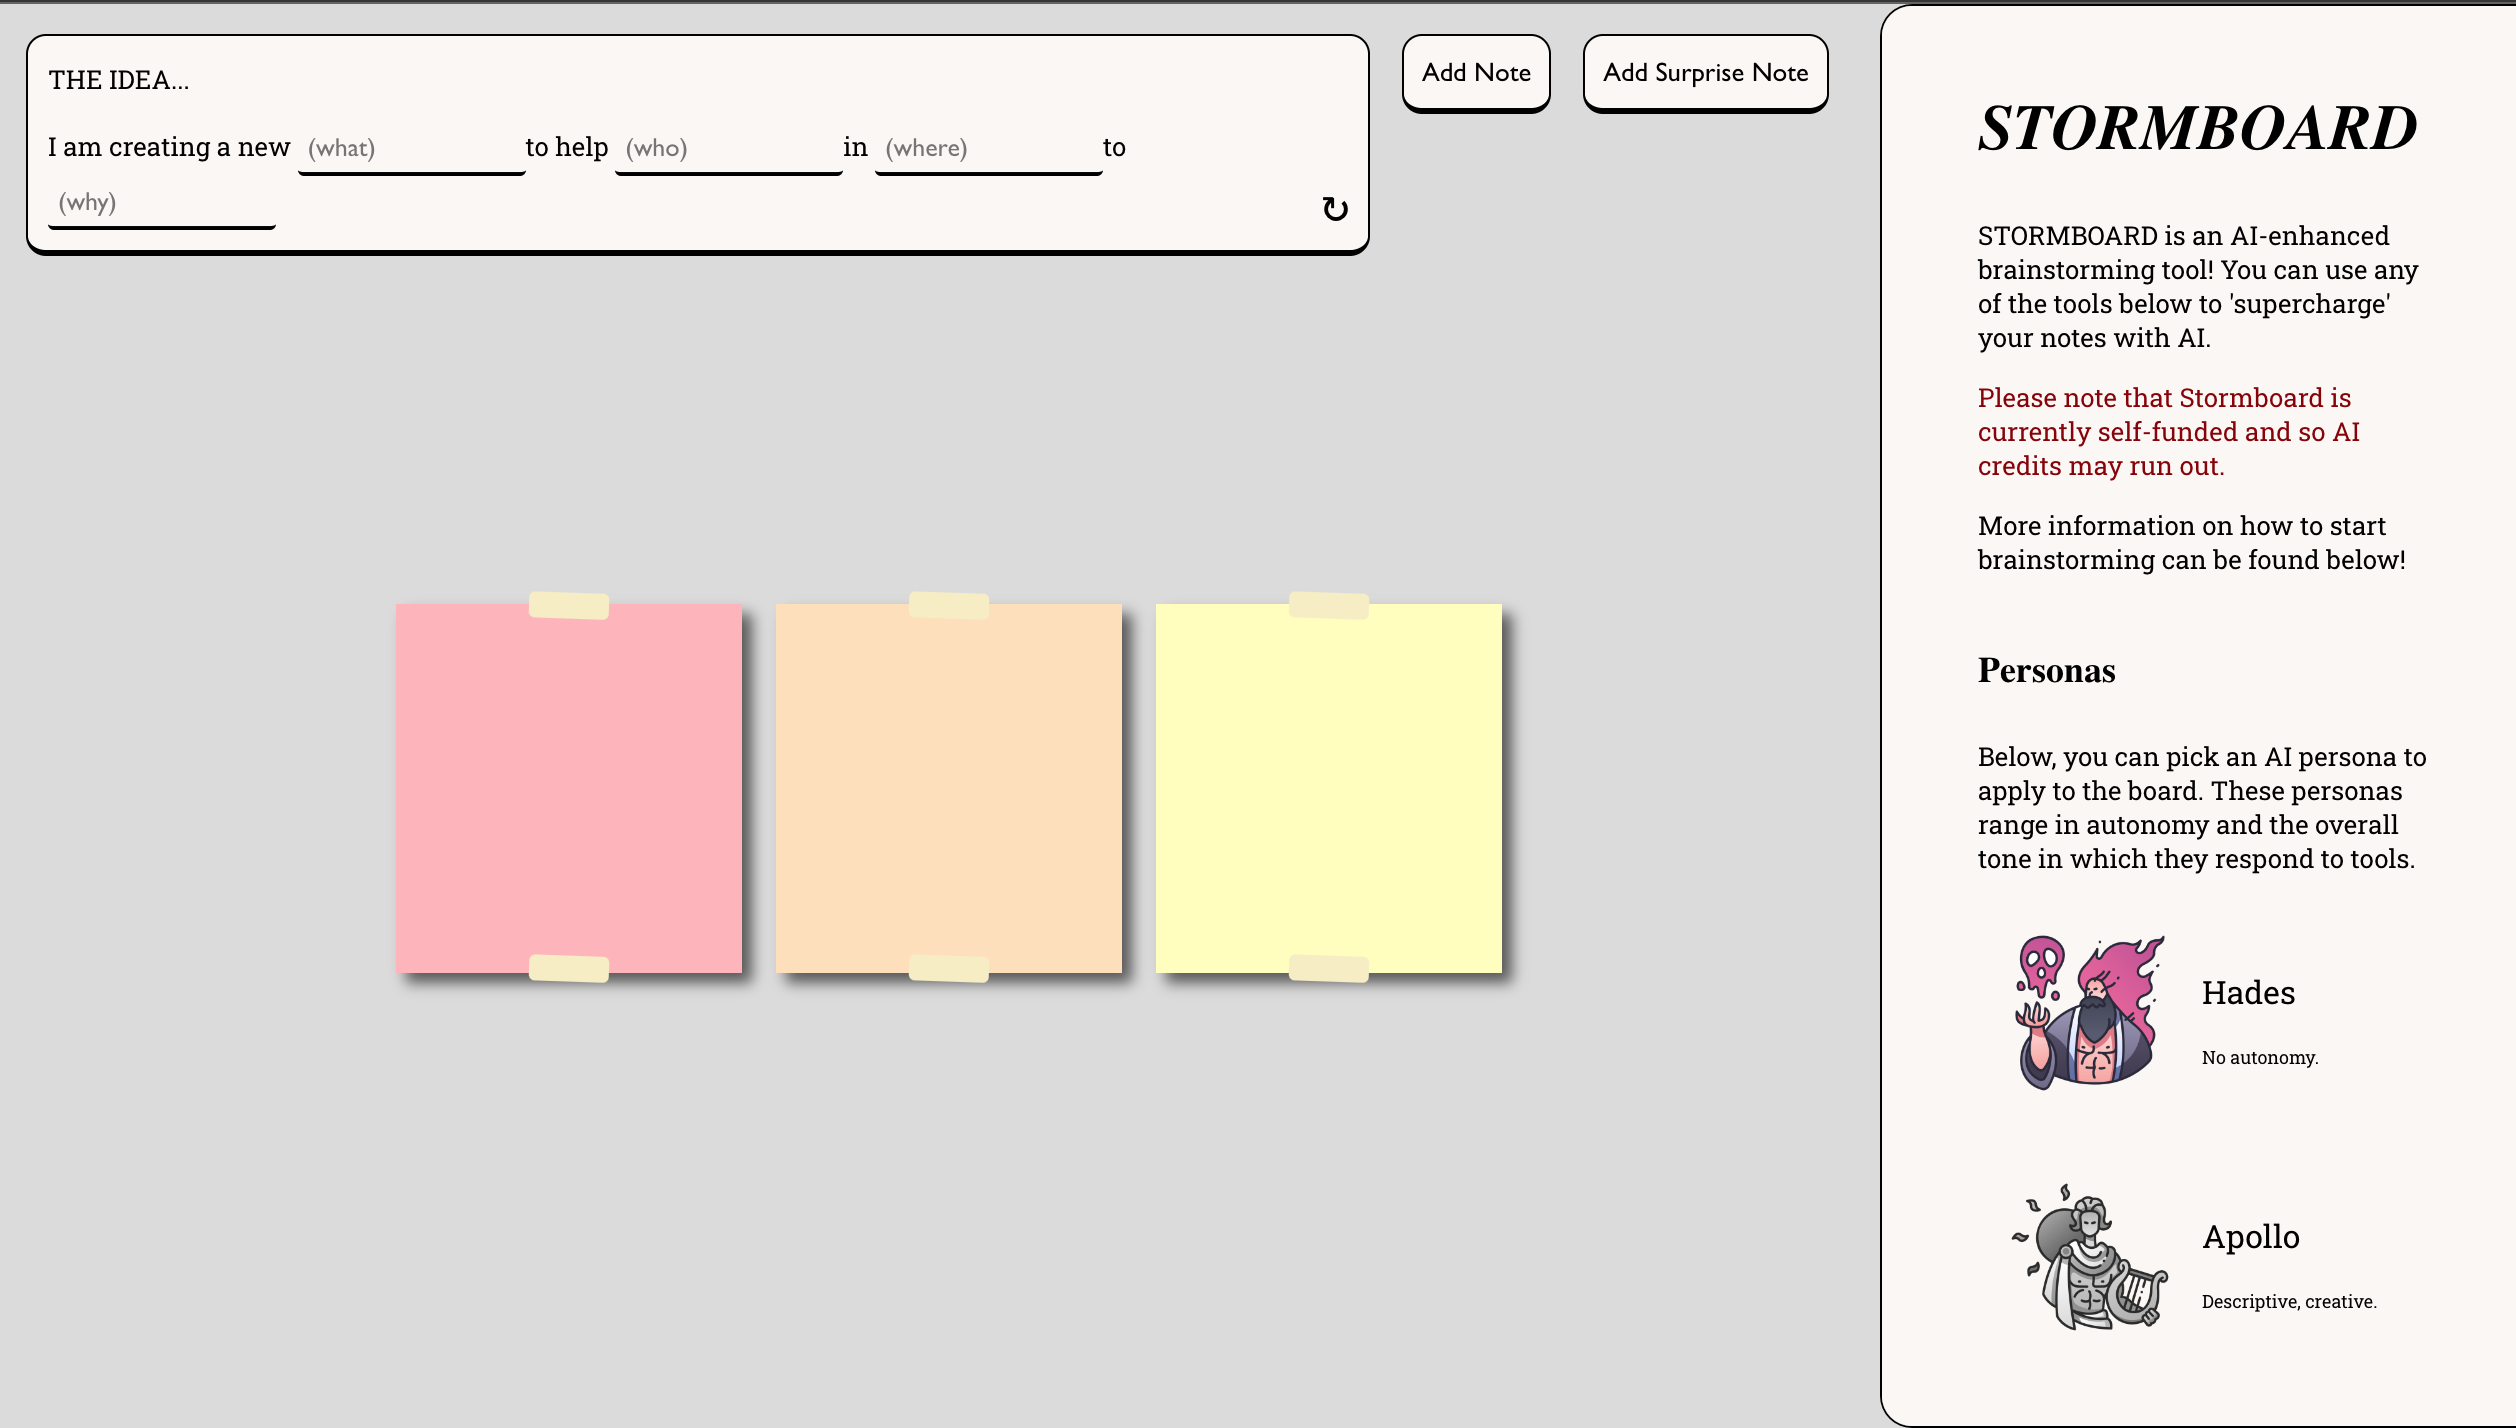 THE IDEA...
I am creating a new (what) to help (who) in (where) to
(why)
↻
Add Note
Add Surprise Note
STORMBOARD
STORMBOARD is an AI-enhanced
brainstorming tool! You can use any
of the tools below to 'supercharge'
your notes with AI.
Please note that Stormboard is
currently self-funded and so AI
credits may run out.
More information on how to start
brainstorming can be found below!
Personas
Below, you can pick an AI persona to
apply to the board. These personas
range in autonomy and the overall
tone in which they respond to tools.
Hades
No autonomy.
Apollo
Descriptive, creative.